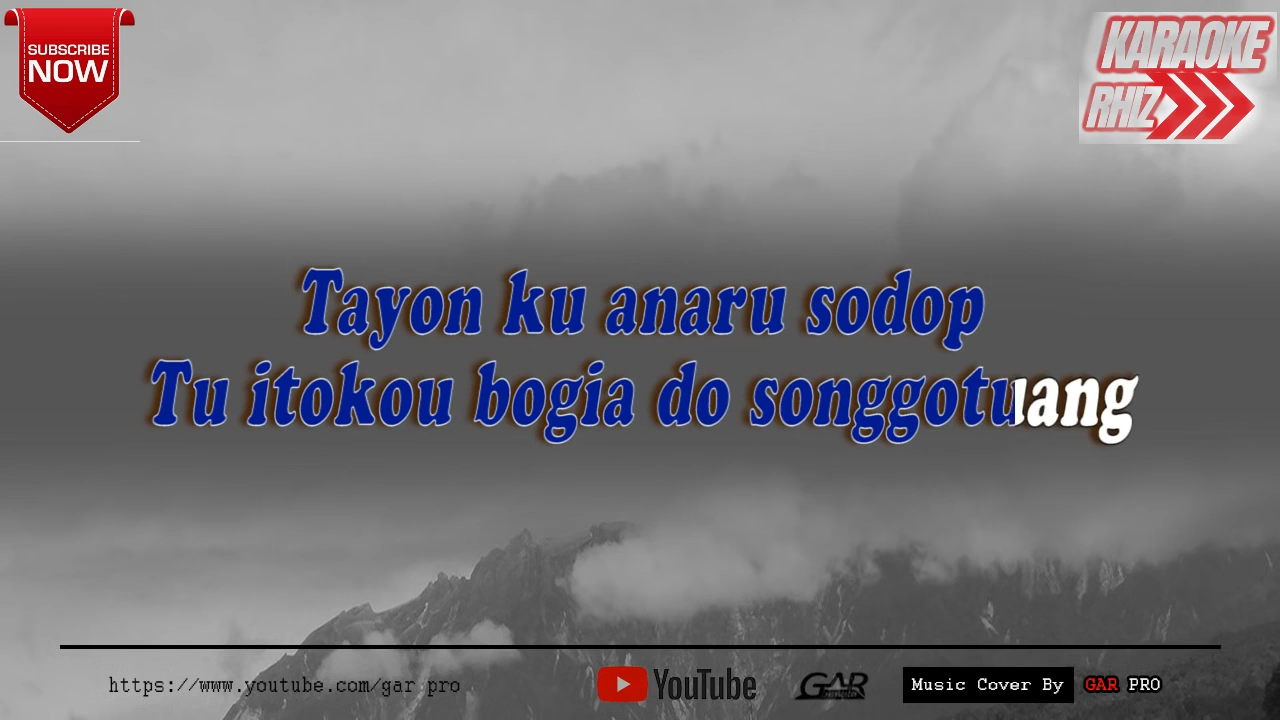 SUBSCRIBE
NOW
KARAOKE
RHIZ
Tayon ku anaru sodop
Tu itokou bogia do songgotuang
https://www.youtube.com/gar pro
YouTube
GAR
Music Cover By GAR PRO